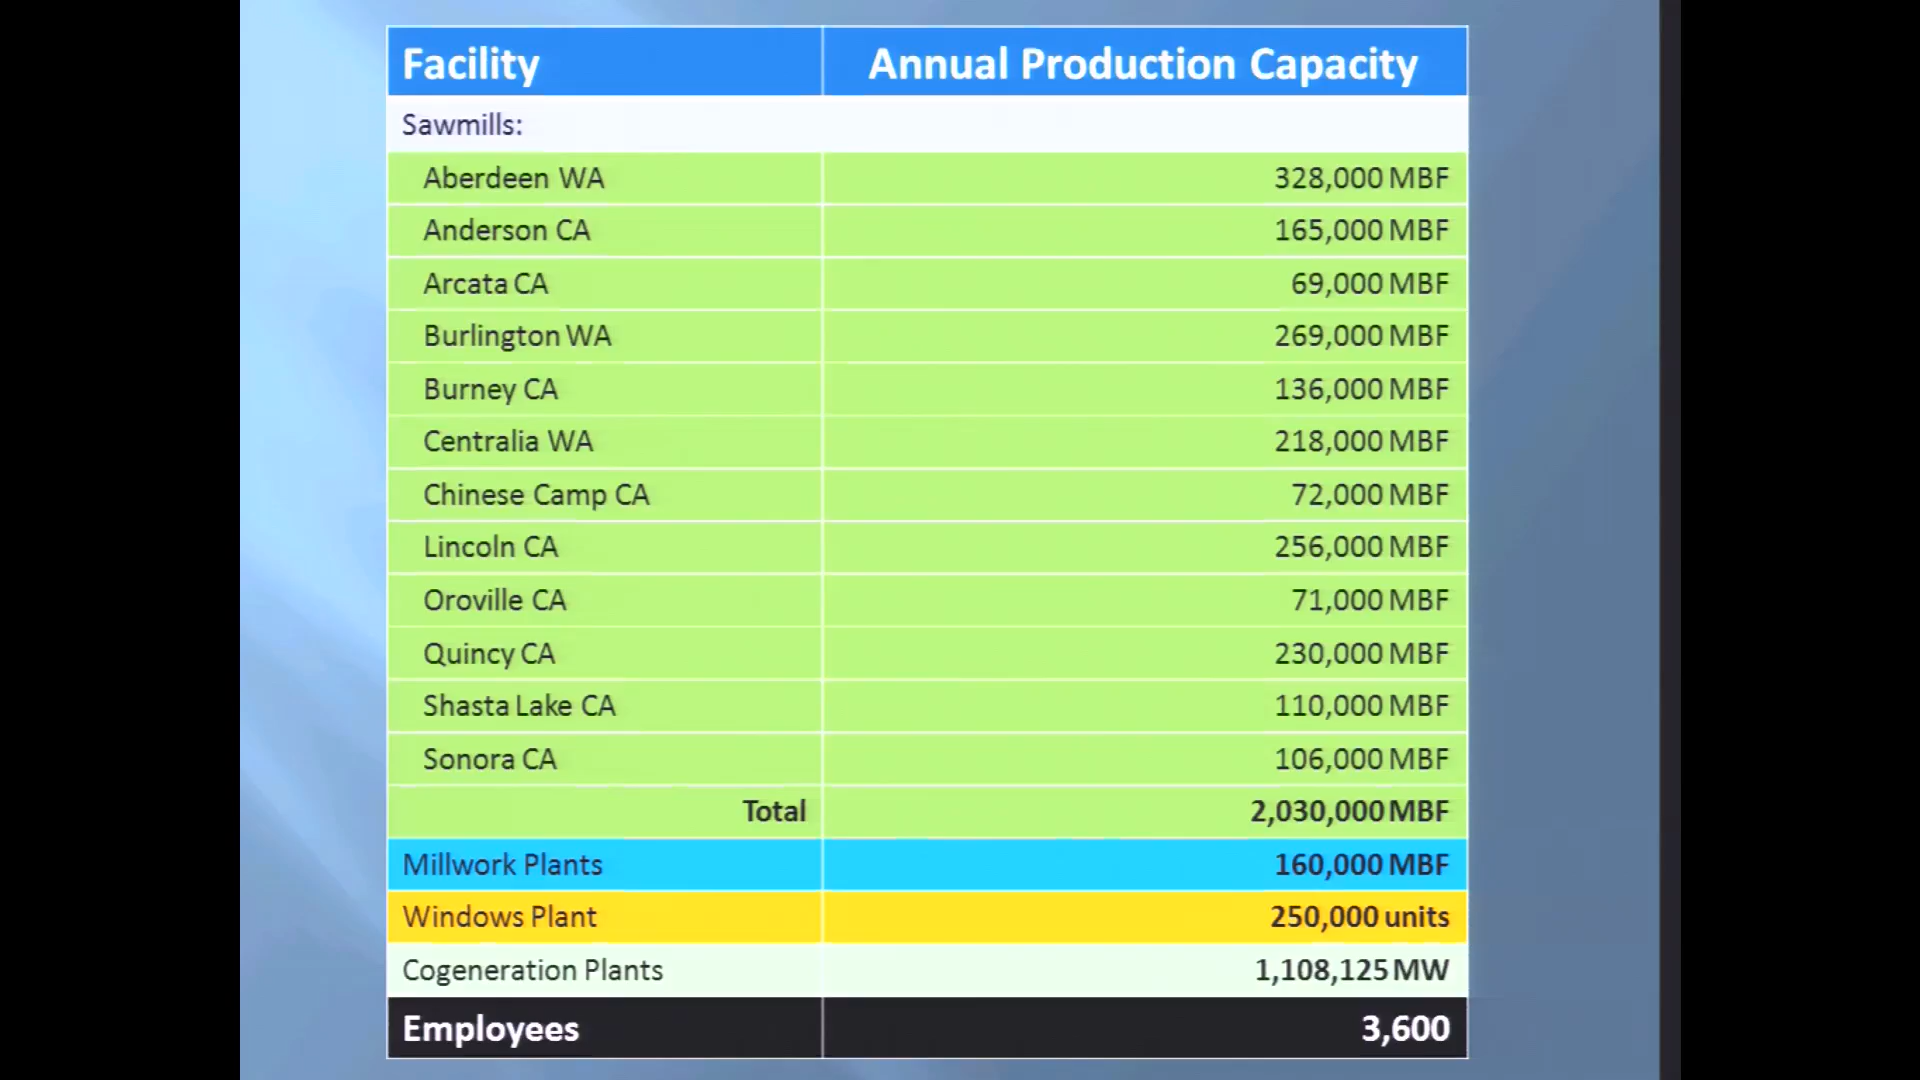 Facility Annual Production Capacity
Sawmills:
Aberdeen WA 328,000 MBF
Anderson CA 165,000 MBF
Arcata CA 69,000 MBF
Burlington WA 269,000 MBF
Burney CA 136,000 MBF
Centralia WA 218,000 MBF
Chinese Camp CA 72,000 MBF
Lincoln CA 256,000 MBF
Oroville CA 71,000 MBF
Quincy CA 230,000 MBF
Shasta Lake CA 110,000 MBF
Sonora CA 106,000 MBF
Total 2,030,000 MBF
Millwork Plants 160,000 MBF
Windows Plant 250,000 units
Cogeneration Plants 1,108,125 MW
Employees 3,600